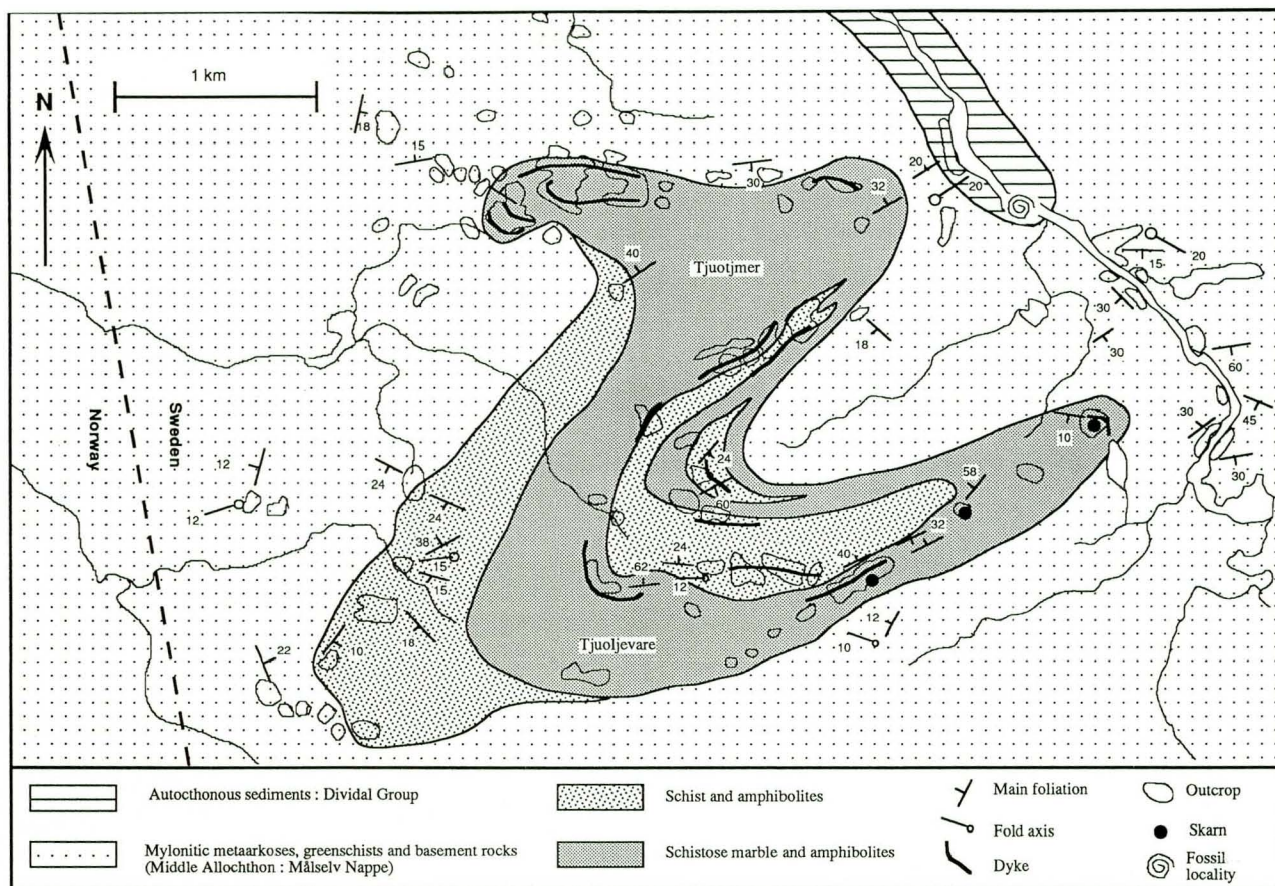 1 km
N
18
15
30
20
20
32
40
Tjuotjmer
15
20
30
18
30
60
Norway
Sweden
45
30
30
10
12
12
24
24
60
58
24
38
15
15
32
40
24
62
12
12
10
18
10
22
Tjuoljevare
Autocthonous sediments : Dividal Group
Schist and amphibolites
Main foliation
Outcrop
Fold axis
Skarn
Mylonitic metaarkoses, greenschists and basement rocks
(Middle Allochthon : Målselv Nappe)
Schistose marble and amphibolites
Dyke
Fossil
locality